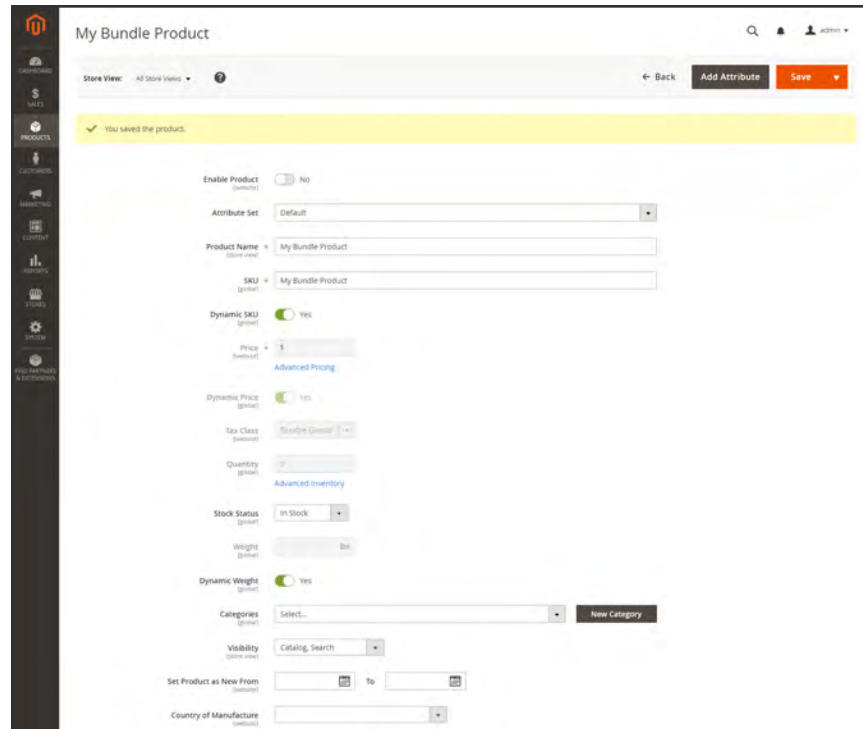 My Bundle Product
admin
DASHBOARD
SALES
PRODUCTS
CUSTOMERS
MARKETING
CONTENT
REPORTS
STORES
SYSTEM
FIND PARTNERS
& EXTENSIONS
Store View: All Store Views
← Back
Add Attribute
Save
You saved the product.
Enable Product No
[website]
Attribute Set Default
Product Name * My Bundle Product
[store view]
SKU * My Bundle Product
[global]
Dynamic SKU Yes
[global]
Price * $
[website]
Advanced Pricing
Dynamic Price Yes
[global]
Tax Class Taxable Goods
[website]
Quantity 0
[global]
Advanced Inventory
Stock Status In Stock
[global]
Weight lbs
[global]
Dynamic Weight Yes
[global]
Categories Select... New Category
[global]
Visibility Catalog, Search
[store view]
Set Product as New From To
[website]
Country of Manufacture
[website]